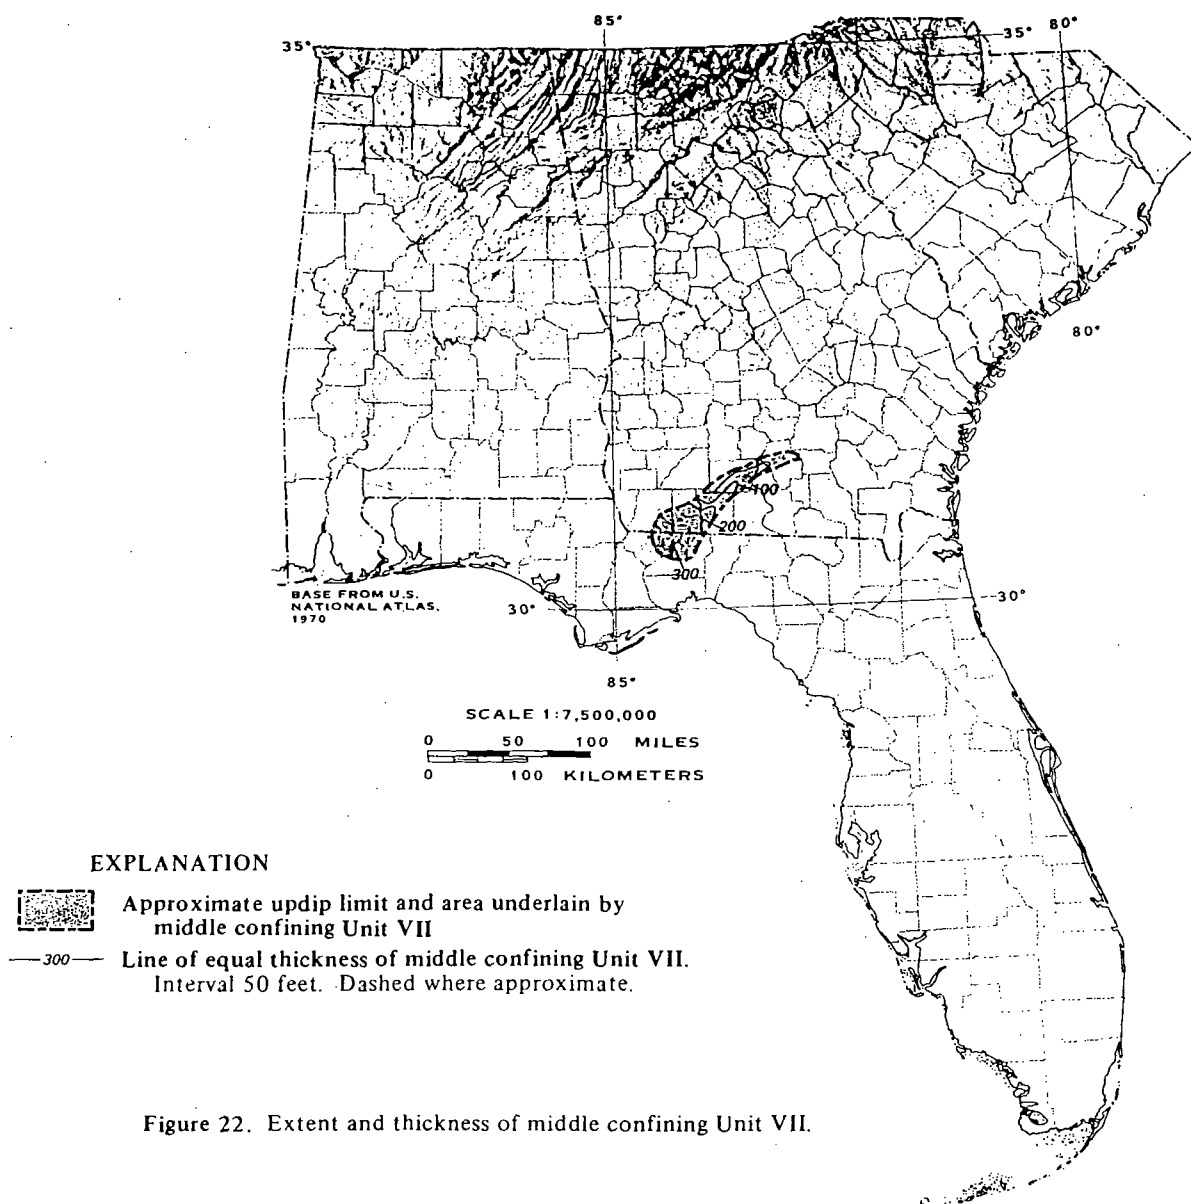 85°
35°
35° 80°
80°
100
200
300
BASE FROM U.S.
NATIONAL ATLAS,
1970
30°
30°
85°
SCALE 1:7,500,000
0 50 100 MILES
0 100 KILOMETERS
EXPLANATION
Approximate updip limit and area underlain by
middle confining Unit VII
300 Line of equal thickness of middle confining Unit VII.
Interval 50 feet. Dashed where approximate.
Figure 22. Extent and thickness of middle confining Unit VII.